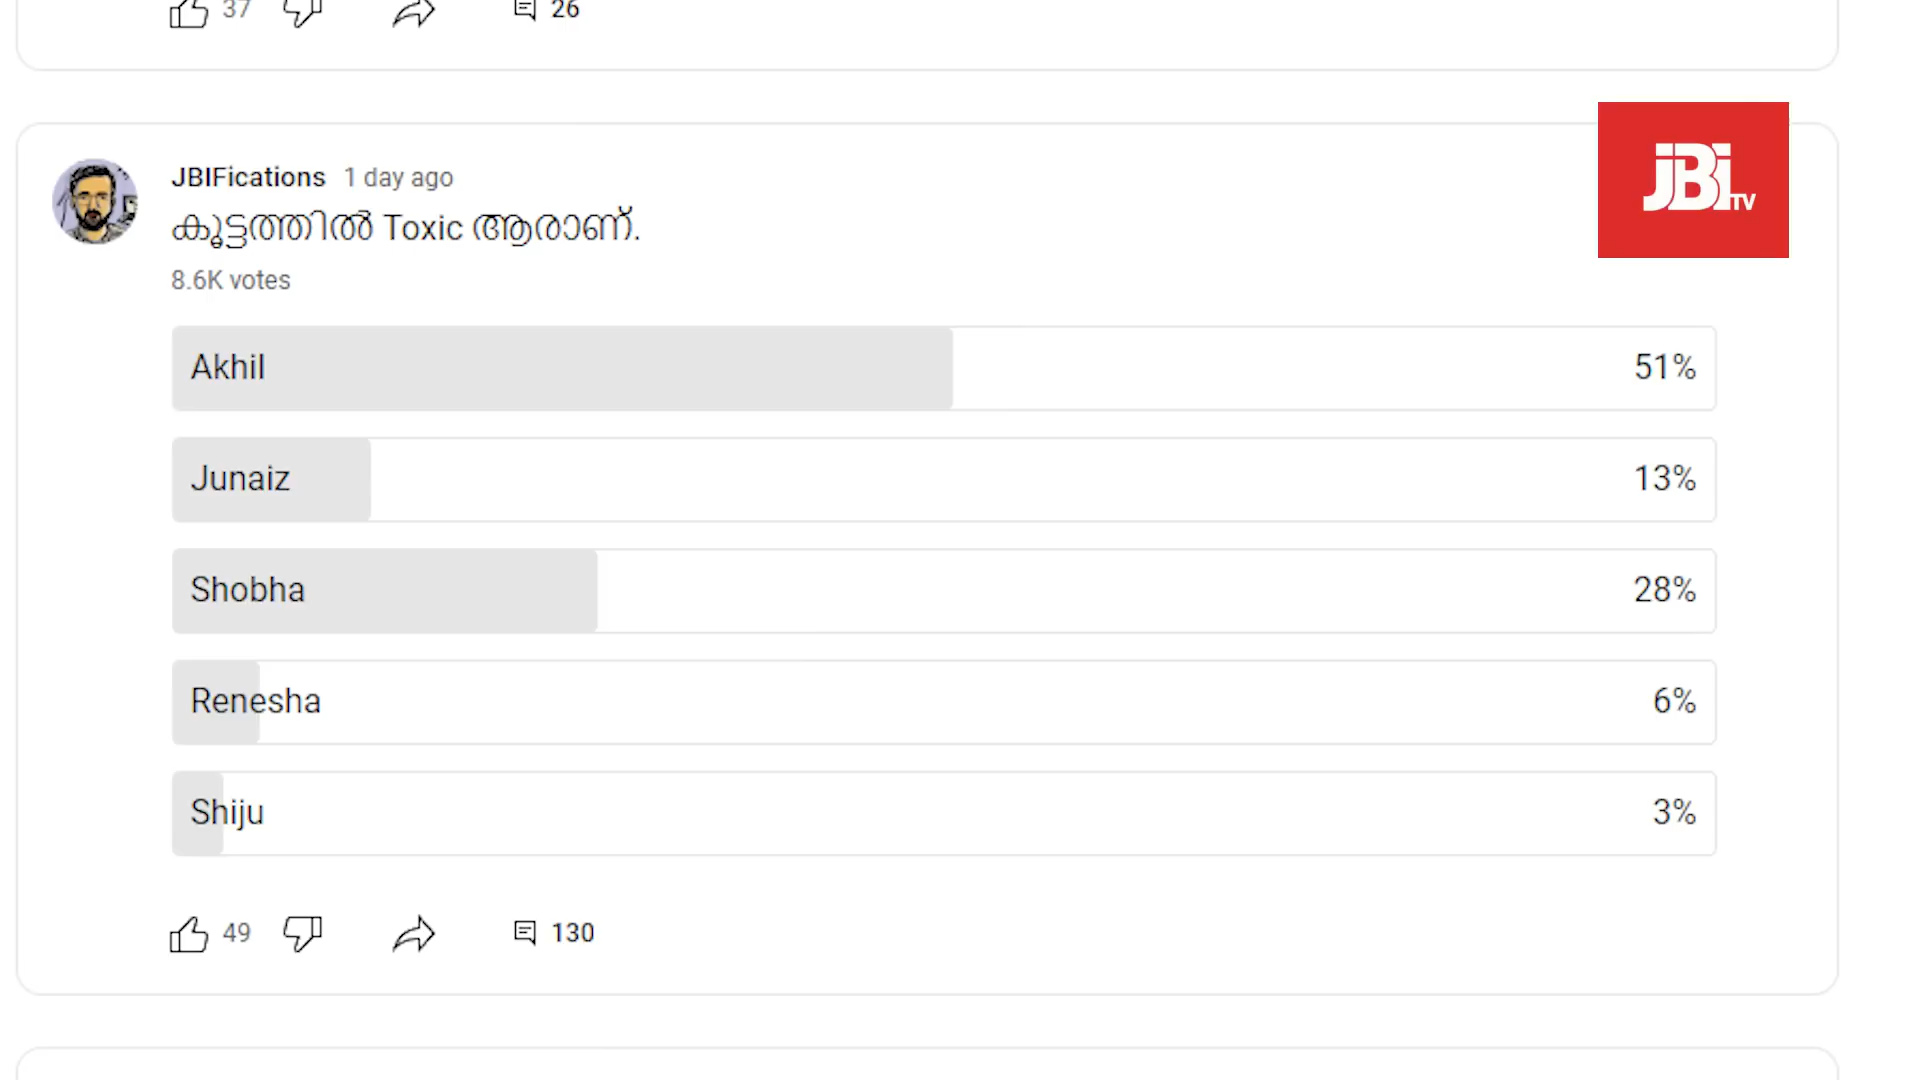 37 26
JBIFications 1 day ago
കൂട്ടത്തിൽ Toxic ആരാണ്.
8.6K votes
Akhil 51%
Junaiz 13%
Shobha 28%
Renesha 6%
Shiju 3%
49 130
JBi TV